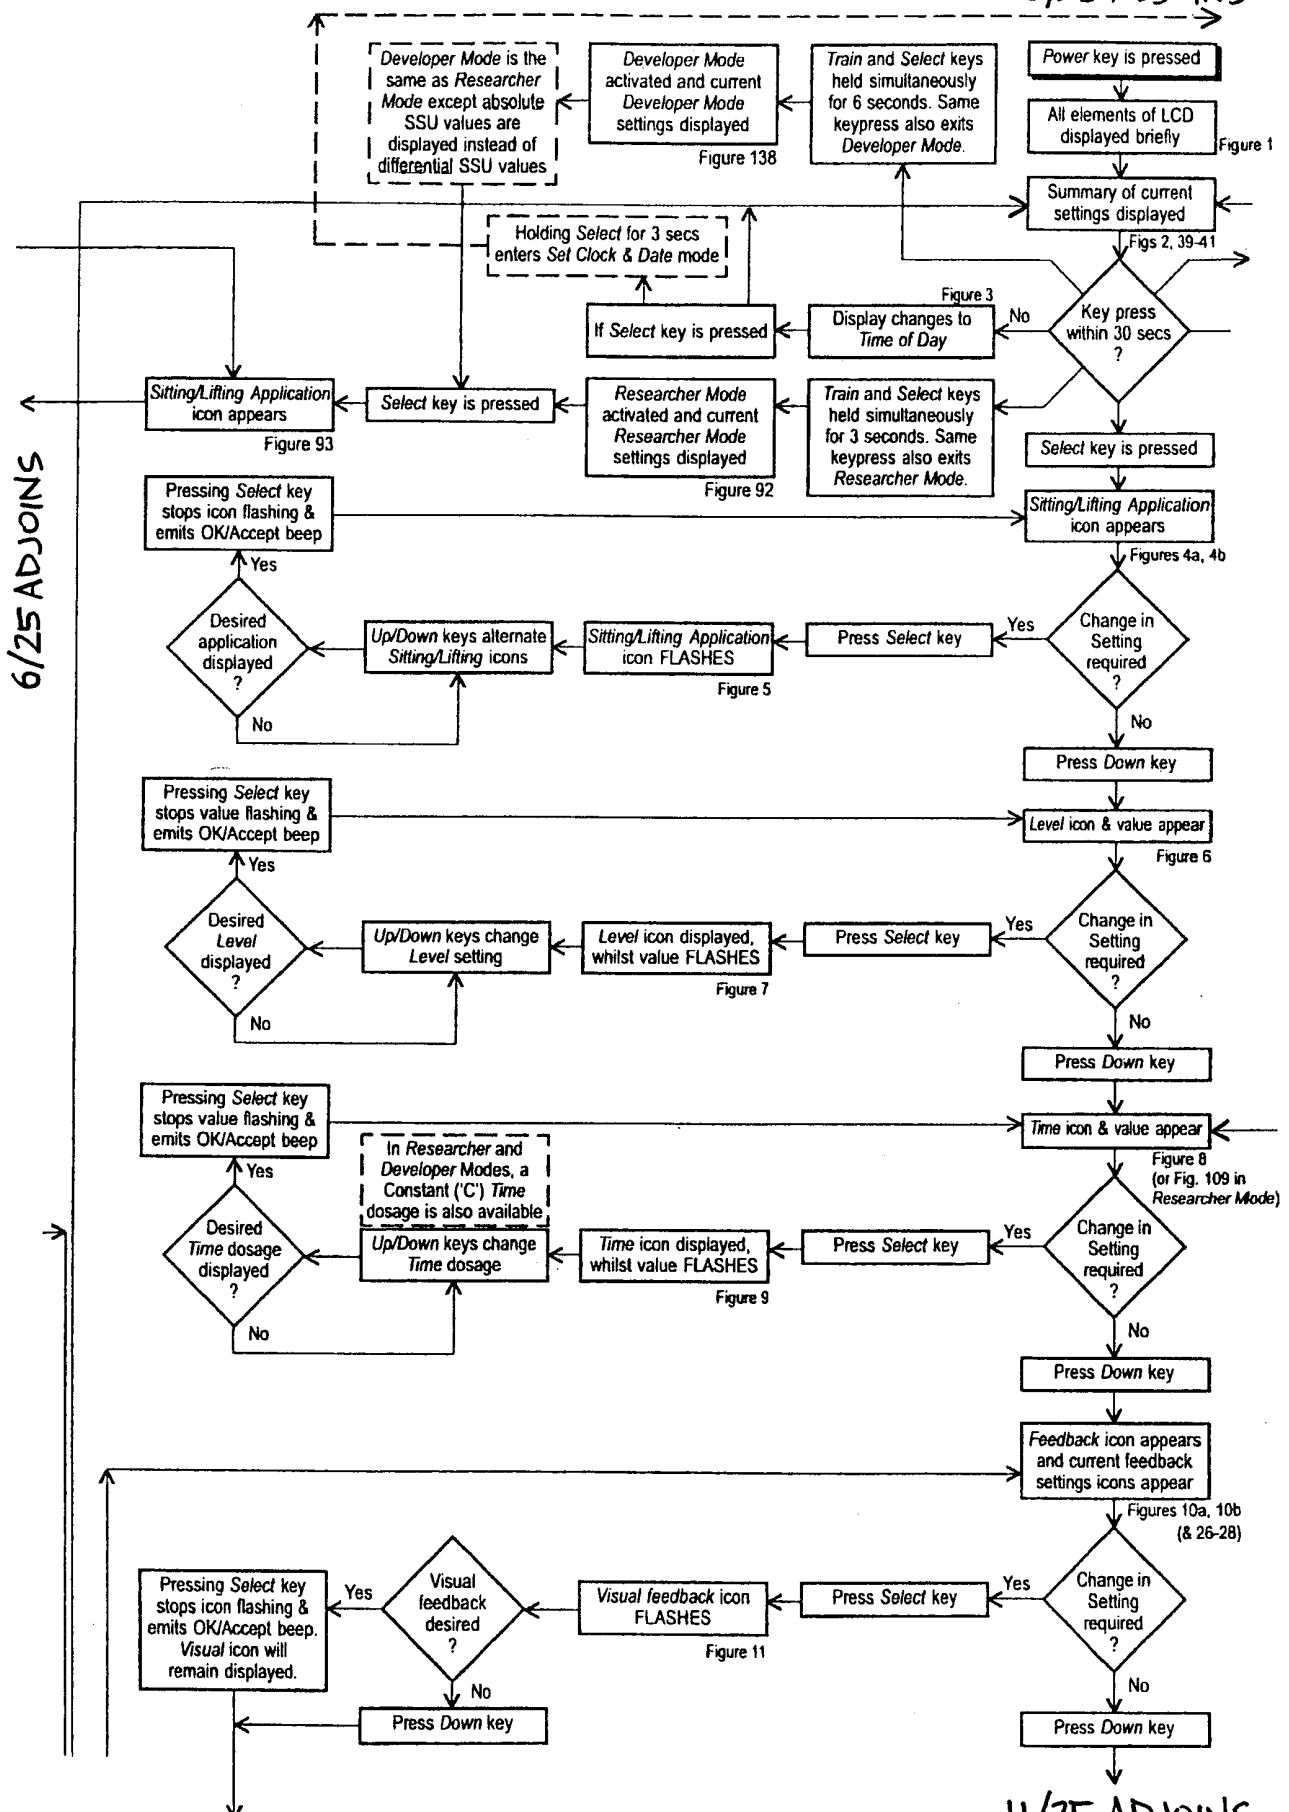 Power key is pressed
All elements of LCD
displayed briefly
Figure 1
Summary of current
settings displayed
Figs 2, 39-41
Developer Mode is the
same as Researcher
Mode except absolute
SSU values are
displayed instead of
differential SSU values
Developer Mode
activated and current
Developer Mode
settings displayed
Figure 138
Train and Select keys
held simultaneously
for 6 seconds. Same
keypress also exits
Developer Mode.
Holding Select for 3 secs
enters Set Clock & Date mode
If Select key is pressed
Figure 3
Display changes to
Time of Day
No
Key press
within 30 secs
?
Sitting/Lifting Application
icon appears
Figure 93
Select key is pressed
Researcher Mode
activated and current
Researcher Mode
settings displayed
Figure 92
Train and Select keys
held simultaneously
for 3 seconds. Same
keypress also exits
Researcher Mode.
Select key is pressed
6/25 ADJOINS
Pressing Select key
stops icon flashing &
emits OK/Accept beep
Sitting/Lifting Application
icon appears
Figures 4a, 4b
Yes
Desired
application
displayed
?
No
Up/Down keys alternate
Sitting/Lifting icons
Sitting/Lifting Application
icon FLASHES
Figure 5
Press Select key
Yes
Change in
Setting
required
?
No
Press Down key
Pressing Select key
stops value flashing &
emits OK/Accept beep
Level icon & value appear
Figure 6
Yes
Desired
Level
displayed
?
No
Up/Down keys change
Level setting
Level icon displayed,
whilst value FLASHES
Figure 7
Press Select key
Yes
Change in
Setting
required
?
No
Press Down key
Pressing Select key
stops value flashing &
emits OK/Accept beep
Time icon & value appear
Figure 8
(or Fig. 109 in
Researcher Mode)
In Researcher and
Developer Modes, a
Constant ('C') Time
dosage is also available
Yes
Desired
Time dosage
displayed
?
No
Up/Down keys change
Time dosage
Time icon displayed,
whilst value FLASHES
Figure 9
Press Select key
Yes
Change in
Setting
required
?
No
Press Down key
Feedback icon appears
and current feedback
settings icons appear
Figures 10a, 10b
(& 26-28)
Pressing Select key
stops icon flashing &
emits OK/Accept beep.
Visual icon will
remain displayed.
Yes
Visual
feedback
desired
?
No
Press Down key
Visual feedback icon
FLASHES
Figure 11
Press Select key
Yes
Change in
Setting
required
?
No
Press Down key